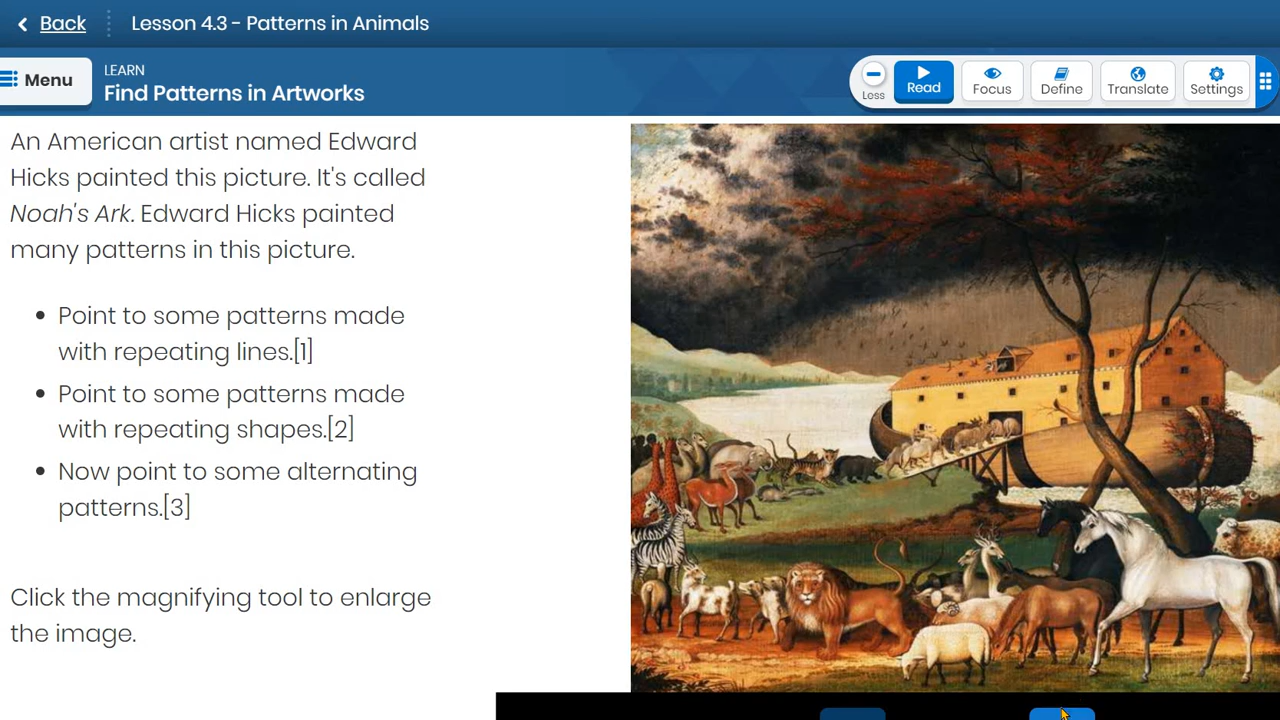 Back
Lesson 4.3 - Patterns in Animals
Menu
LEARN
Find Patterns in Artworks
Less
Read
Focus
Define
Translate
Settings
An American artist named Edward
Hicks painted this picture. It's called
Noah's Ark. Edward Hicks painted
many patterns in this picture.
• Point to some patterns made
with repeating lines.[1]
• Point to some patterns made
with repeating shapes.[2]
• Now point to some alternating
patterns.[3]
Click the magnifying tool to enlarge
the image.